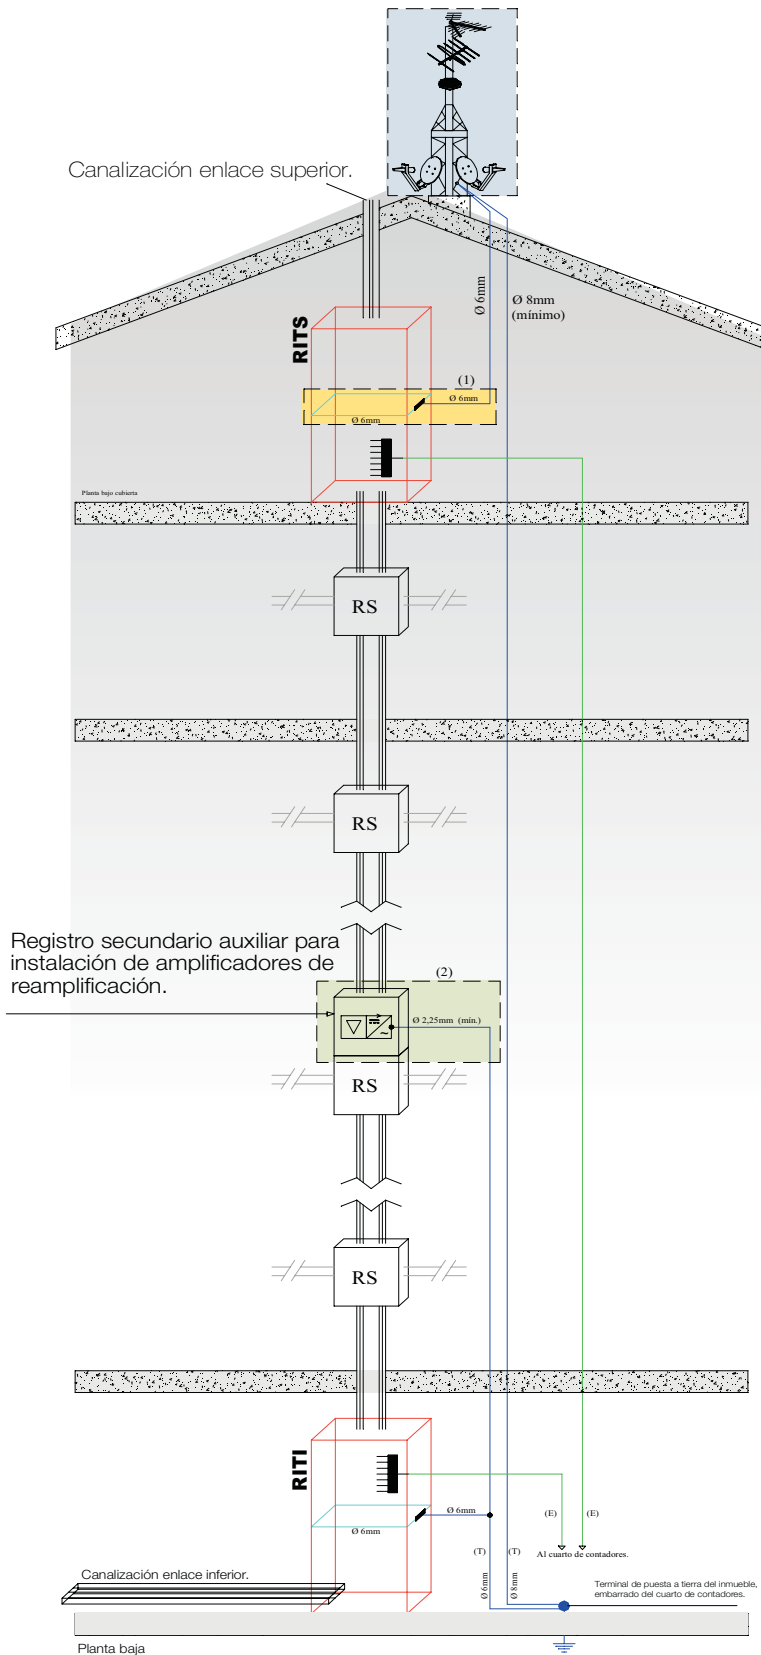 Canalización enlace superior.
Ø 6mm
Ø 8mm
(mínimo)
RITS
(1)
Ø 6mm
Ø 6mm
Planta bajo cubierta
RS
RS
Registro secundario auxiliar para
instalación de amplificadores de
reamplificación.
(2)
Ø 2,25mm (mín.)
RS
RS
RITI
Ø 6mm
Ø 6mm
(E)
(E)
(T)
(T)
Al cuarto de contadores.
Ø 6mm
Ø 8mm
Canalización enlace inferior.
Terminal de puesta a tierra del inmueble,
embarrado del cuarto de contadores.
Planta baja